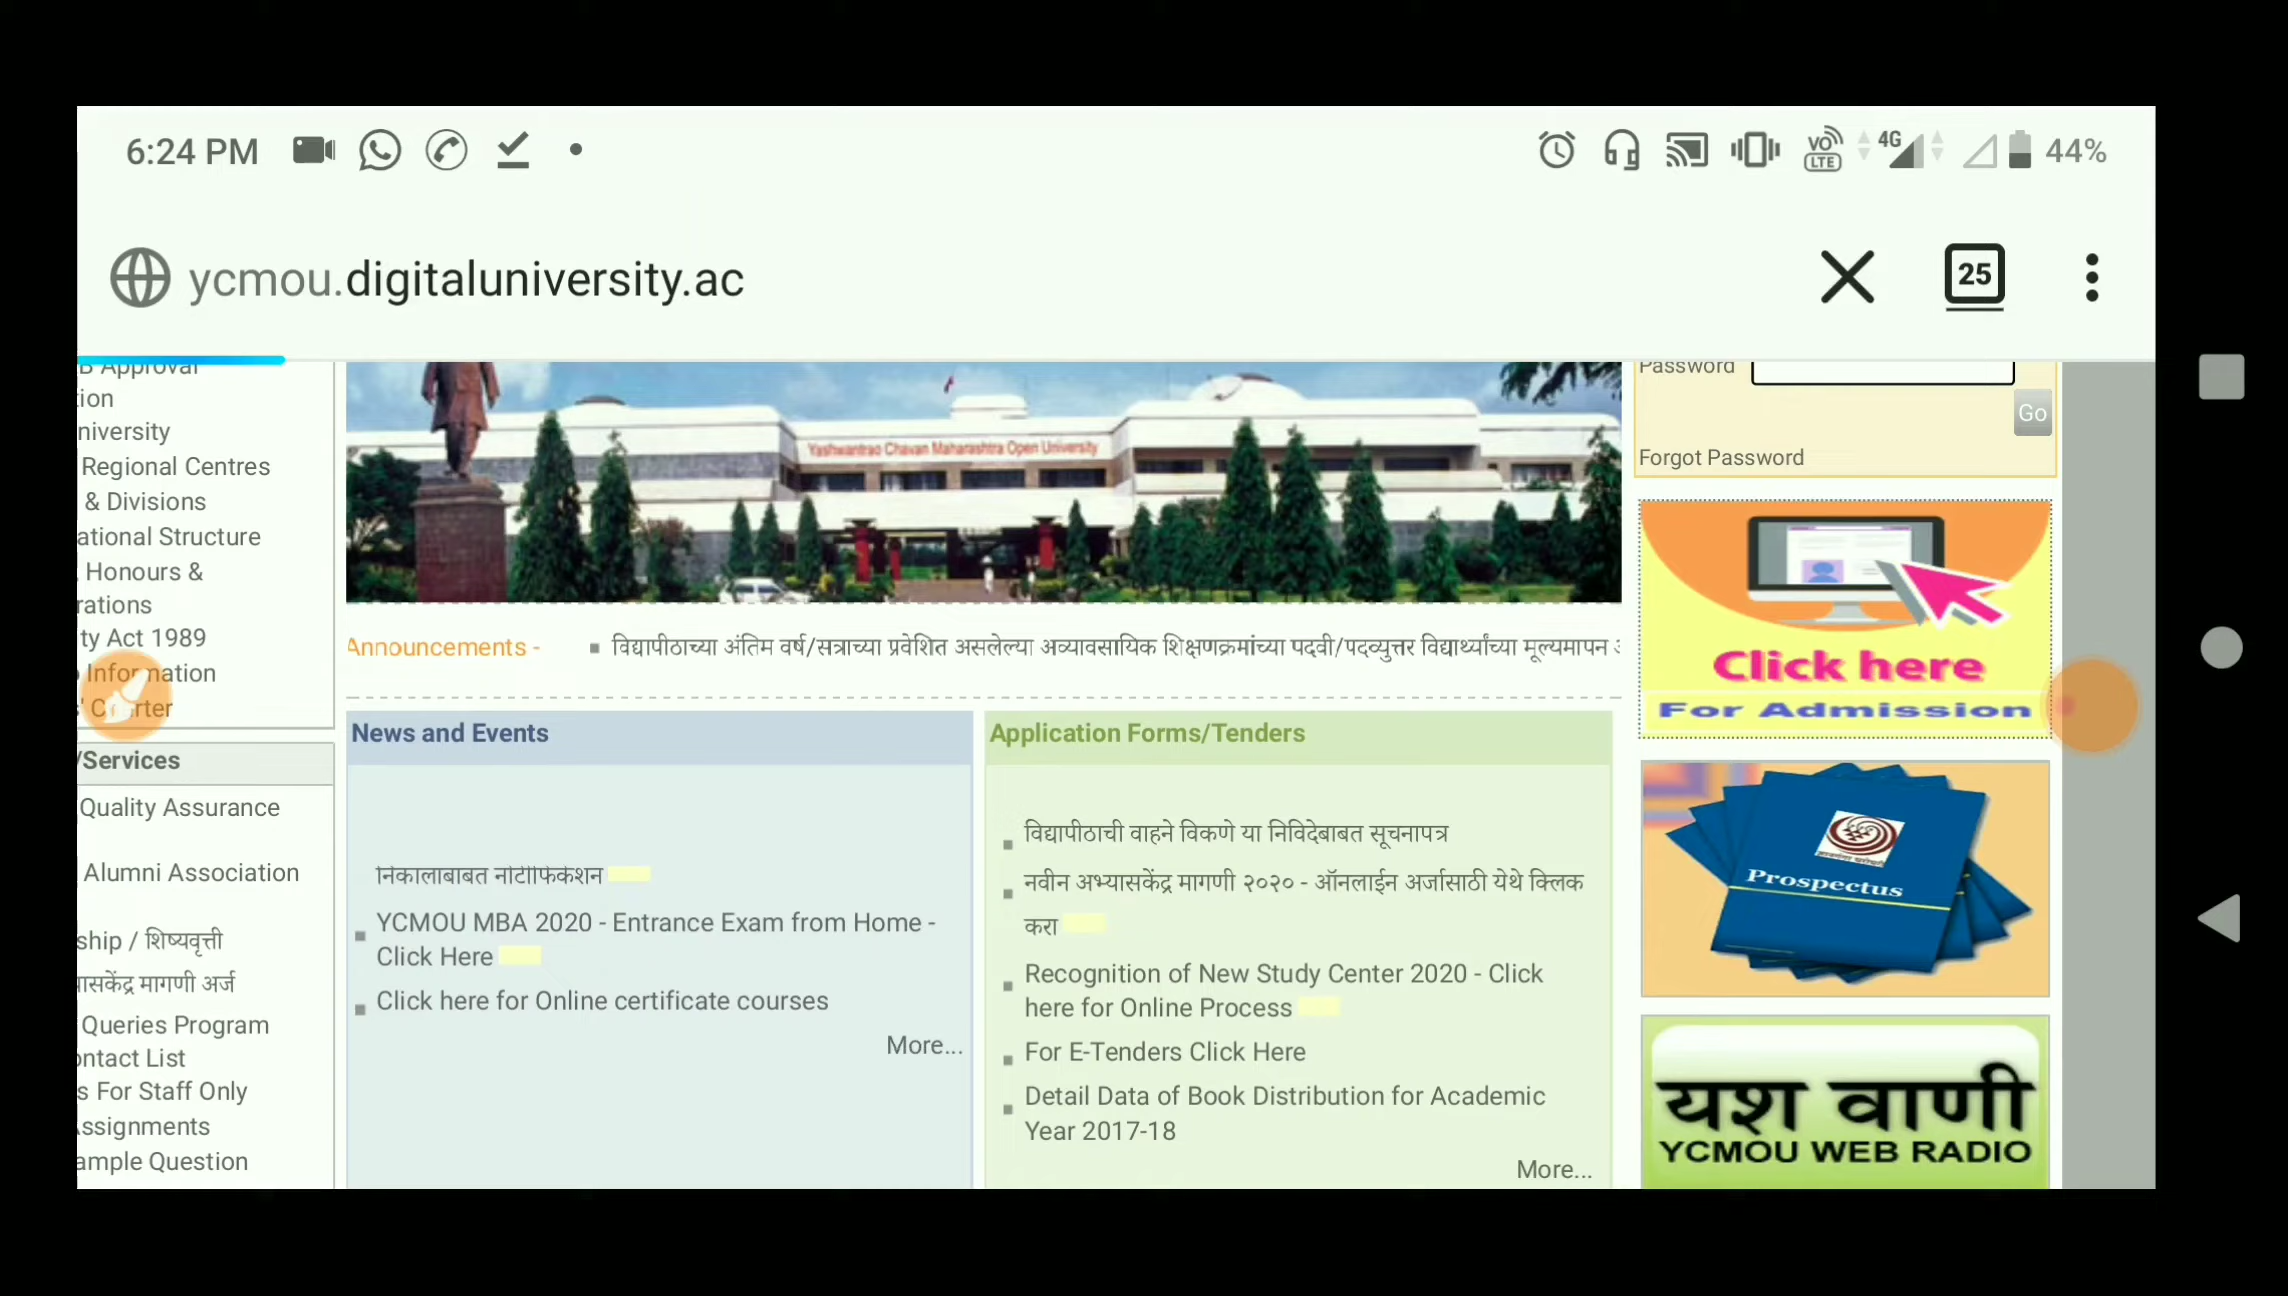 6:24 PM
VO LTE 4G 44%
ycmou.digitaluniversity.ac
25
B Approval
tion
niversity
Regional Centres
& Divisions
ational Structure
, Honours &
rations
ty Act 1989
Information
/Services
Quality Assurance
Alumni Association
ship / शिष्यवृत्ती
मागणी अर्ज
Queries Program
ontact List
s For Staff Only
ssignments
ample Question
Yashwantrao Chavan Maharashtra Open University
Announcements -
विद्यापीठाच्या अंतिम वर्ष/सत्राच्या प्रवेशित असलेल्या अव्यावसायिक शिक्षणक्रमांच्या पदवी/पदव्युत्तर विद्यार्थ्यांच्या मूल्यमापन
News and Events
निकालाबाबत नोटीफिकेशन
YCMOU MBA 2020 - Entrance Exam from Home -
Click Here
Click here for Online certificate courses
More...
Application Forms/Tenders
विद्यापीठाची वाहने विकणे या निविदेबाबत सूचनापत्र
नवीन अभ्यासकेंद्र मागणी २०२० - ऑनलाईन अर्जासाठी येथे क्लिक
करा
Recognition of New Study Center 2020 - Click
here for Online Process
For E-Tenders Click Here
Detail Data of Book Distribution for Academic
Year 2017-18
More...
Password
Go
Forgot Password
Click here
For Admission
Prospectus
यश वाणी
YCMOU WEB RADIO